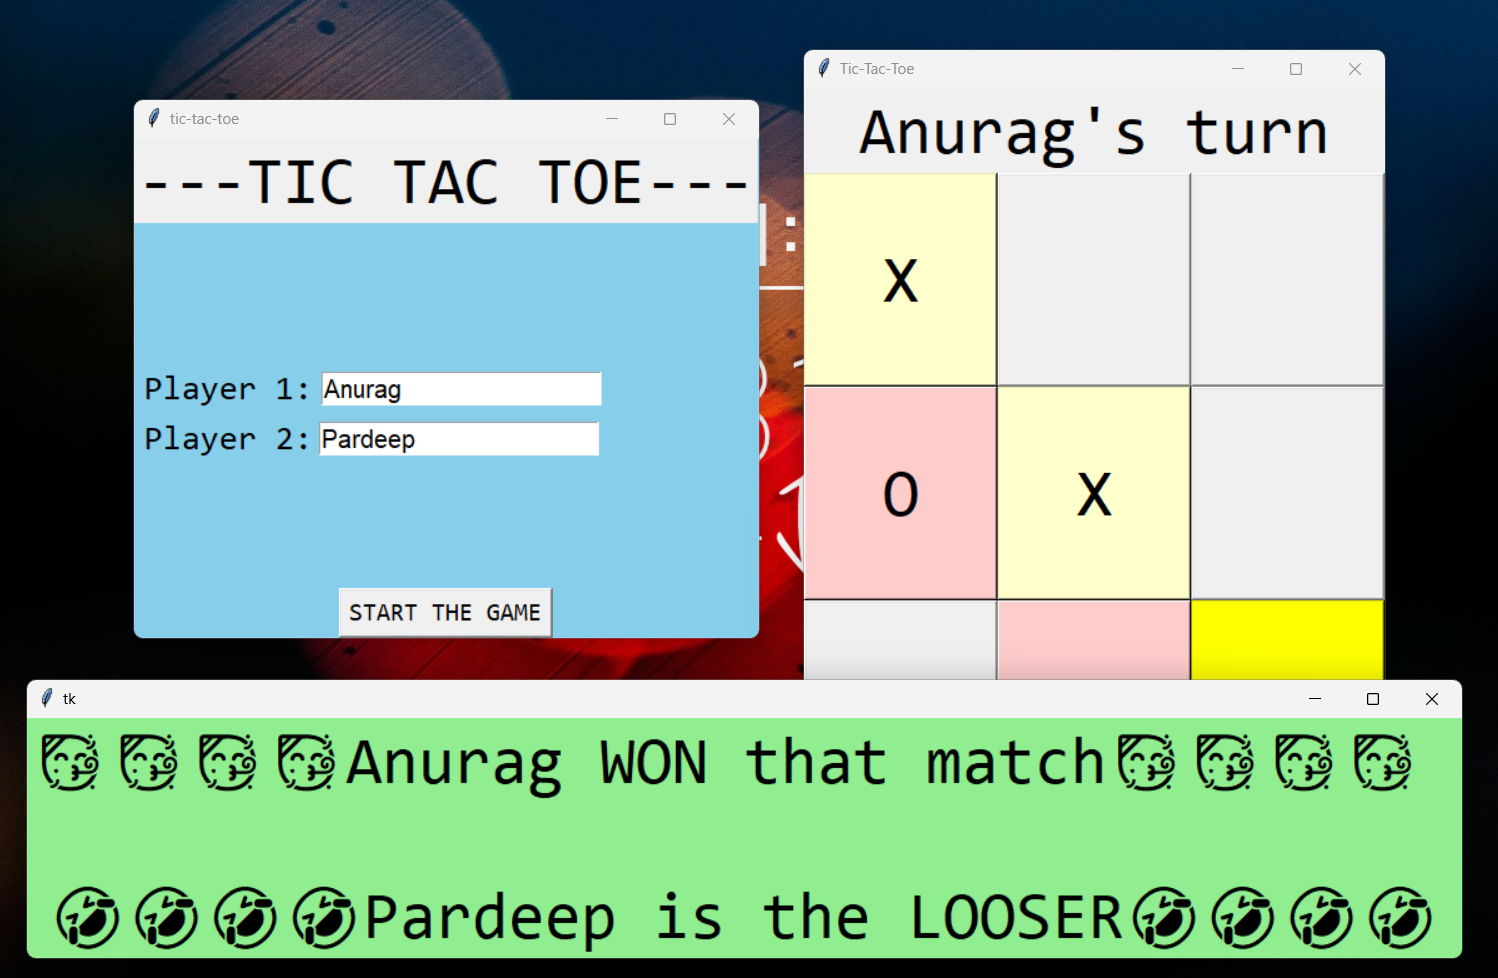 tic-tac-toe
---TIC TAC TOE---
Player 1: Anurag
Player 2: Pardeep
START THE GAME
Tic-Tac-Toe
Anurag's turn
X
O X
tk
🥳🥳🥳🥳Anurag WON that match🥳🥳🥳🥳
🤣🤣🤣🤣Pardeep is the LOOSER🤣🤣🤣🤣